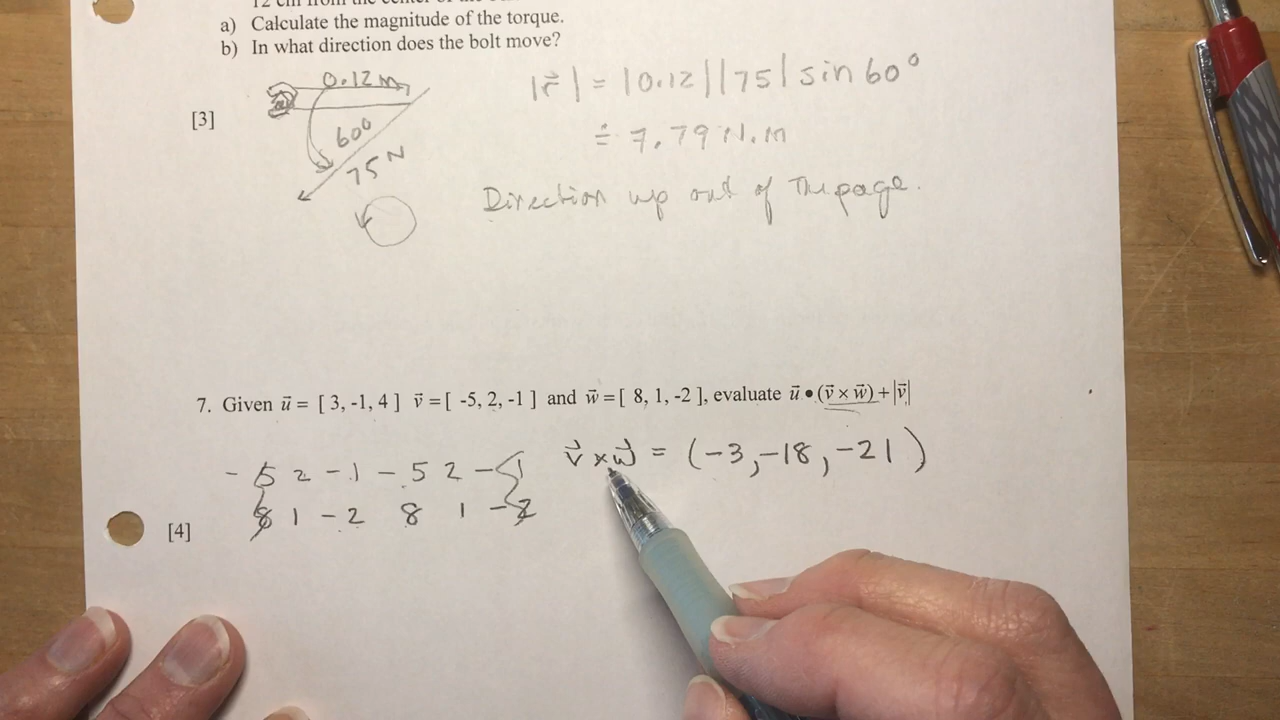 12 cm from the center of the
a) Calculate the magnitude of the torque.
b) In what direction does the bolt move?
[3]
0.12m
60°
75 N
|r⃗| = |0.12||75| sin 60°
≐ 7.79 N.m
Direction up out of the page.
7. Given u⃗ = [ 3, -1, 4 ] v⃗ = [ -5, 2, -1 ] and w⃗ = [ 8, 1, -2 ], evaluate u⃗ • (v⃗ × w⃗) + |v⃗|
-5 2 -1 -5 2 -1
8 1 -2 8 1 -2
v⃗ × w⃗ = (-3, -18, -21)
[4]